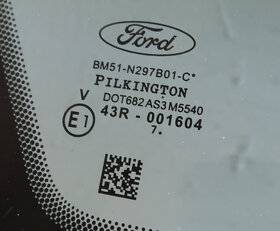 Ford
BM51-N297B01-C*
PILKINGTON
V DOT682 AS3 M5540
E1 43R - 001604
7.